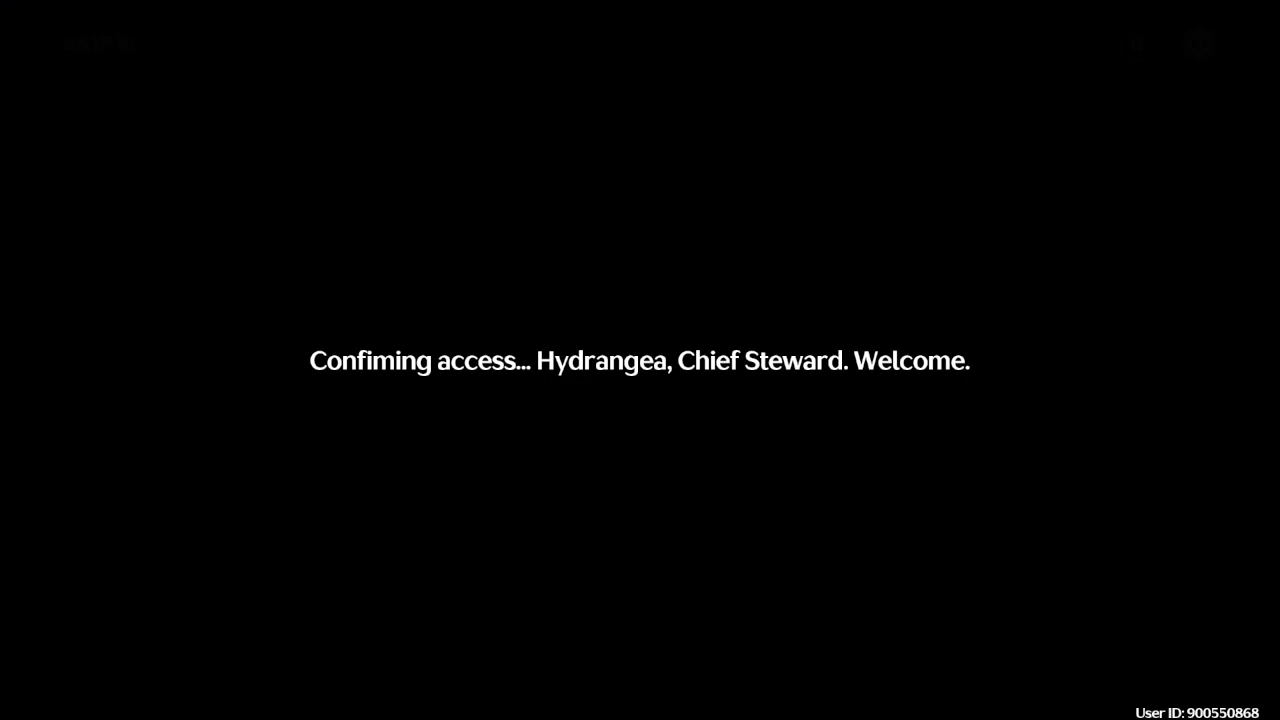 Confiming access... Hydrangea, Chief Steward. Welcome.
User ID: 900550868